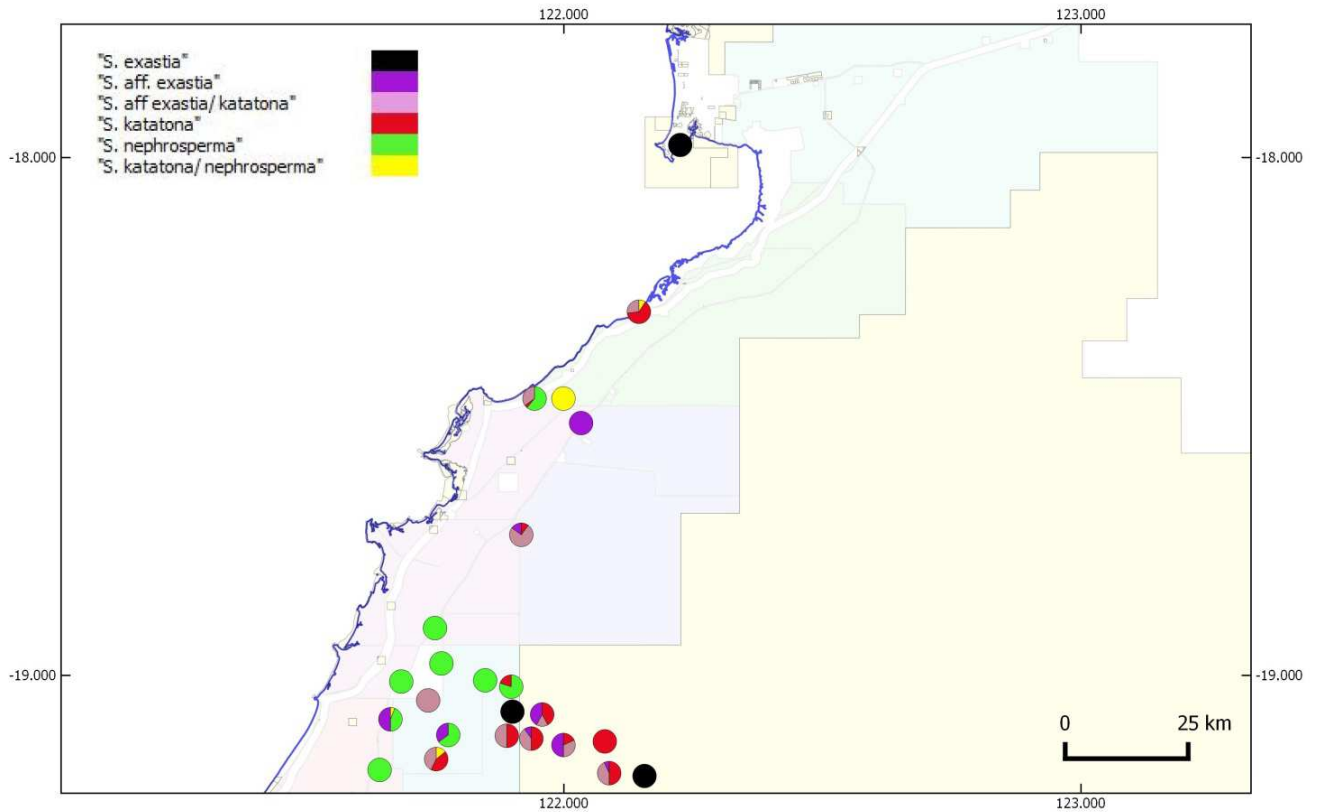 122.000 123.000
"S. exastia"
"S. aff. exastia"
"S. aff exastia/ katatona"
"S. katatona"
"S. nephrosperma"
"S. katatona/ nephrosperma"
-18.000 -18.000
-19.000 -19.000
0 25 km
122.000 123.000